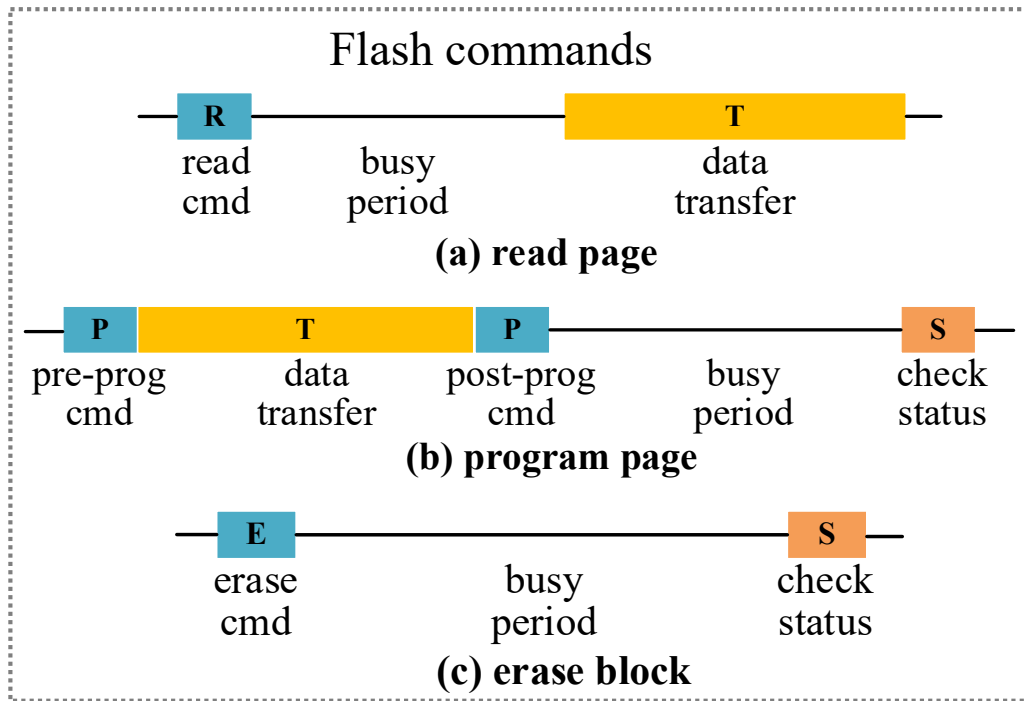 Flash commands
R T
read busy data
cmd period transfer
(a) read page
P T P S
pre-prog data post-prog busy check
cmd transfer cmd period status
(b) program page
E S
erase busy check
cmd period status
(c) erase block